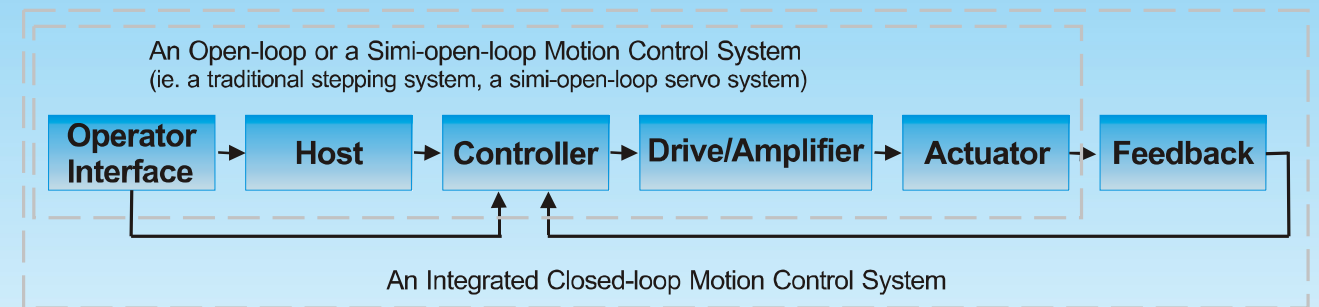 An Open-loop or a Simi-open-loop Motion Control System
(ie. a traditional stepping system, a simi-open-loop servo system)
Operator
Interface
Host
Controller
Drive/Amplifier
Actuator
Feedback
An Integrated Closed-loop Motion Control System